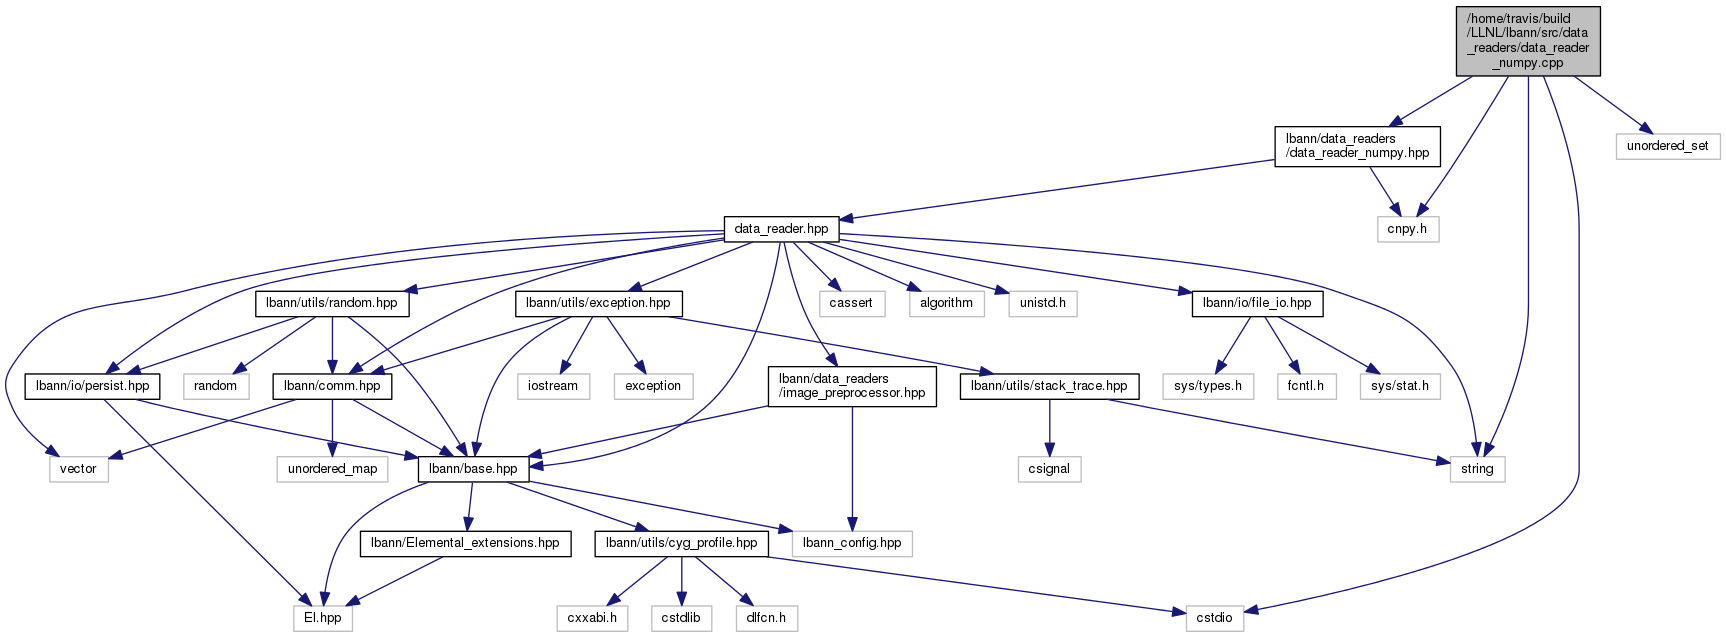 /home/travis/build
/LLNL/lbann/src/data
_readers/data_reader
_numpy.cpp
lbann/data_readers
/data_reader_numpy.hpp
unordered_set
data_reader.hpp
cnpy.h
lbann/utils/random.hpp
lbann/utils/exception.hpp
cassert
algorithm
unistd.h
lbann/io/file_io.hpp
lbann/io/persist.hpp
random
lbann/comm.hpp
iostream
exception
lbann/data_readers
/image_preprocessor.hpp
lbann/utils/stack_trace.hpp
sys/types.h
fcntl.h
sys/stat.h
vector
unordered_map
lbann/base.hpp
csignal
string
lbann/Elemental_extensions.hpp
lbann/utils/cyg_profile.hpp
lbann_config.hpp
El.hpp
cxxabi.h
cstdlib
dlfcn.h
cstdio